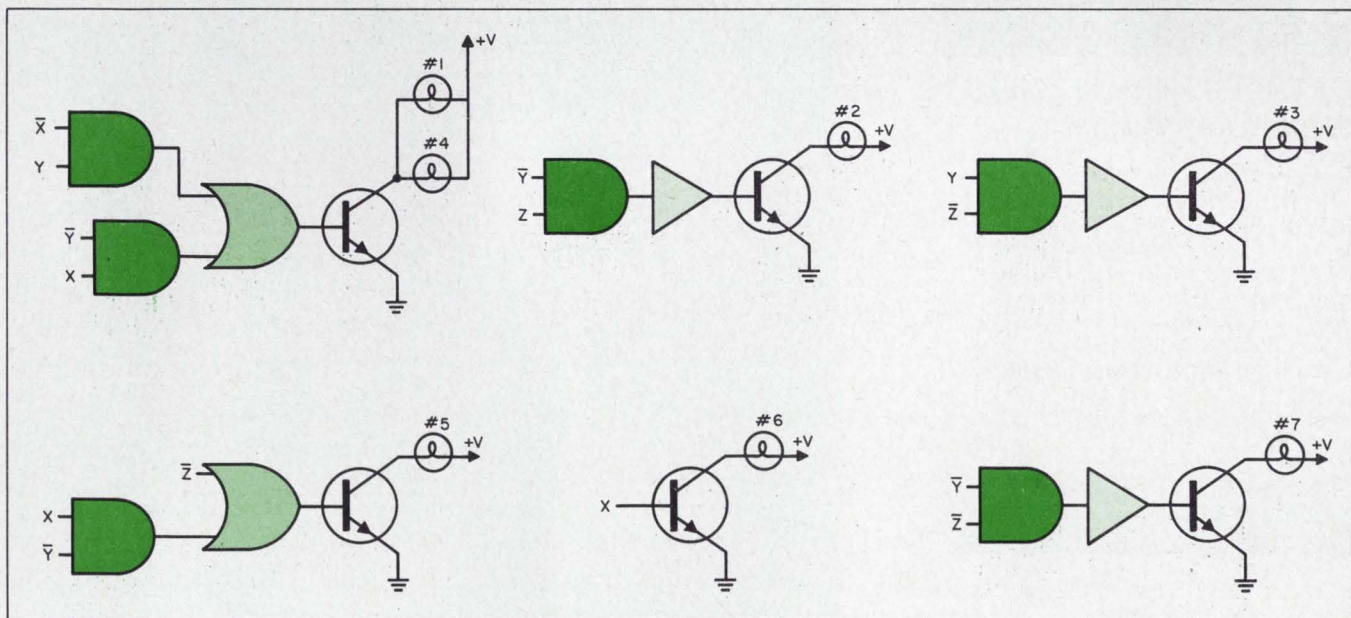 +V
#1
X̅
#4
Y
Y̅
X
#2
+V
Y̅
Z
#3
+V
Y
Z̅
#5
+V
Z̅
X
Y̅
#6
+V
X
#7
+V
Y̅
Z̅